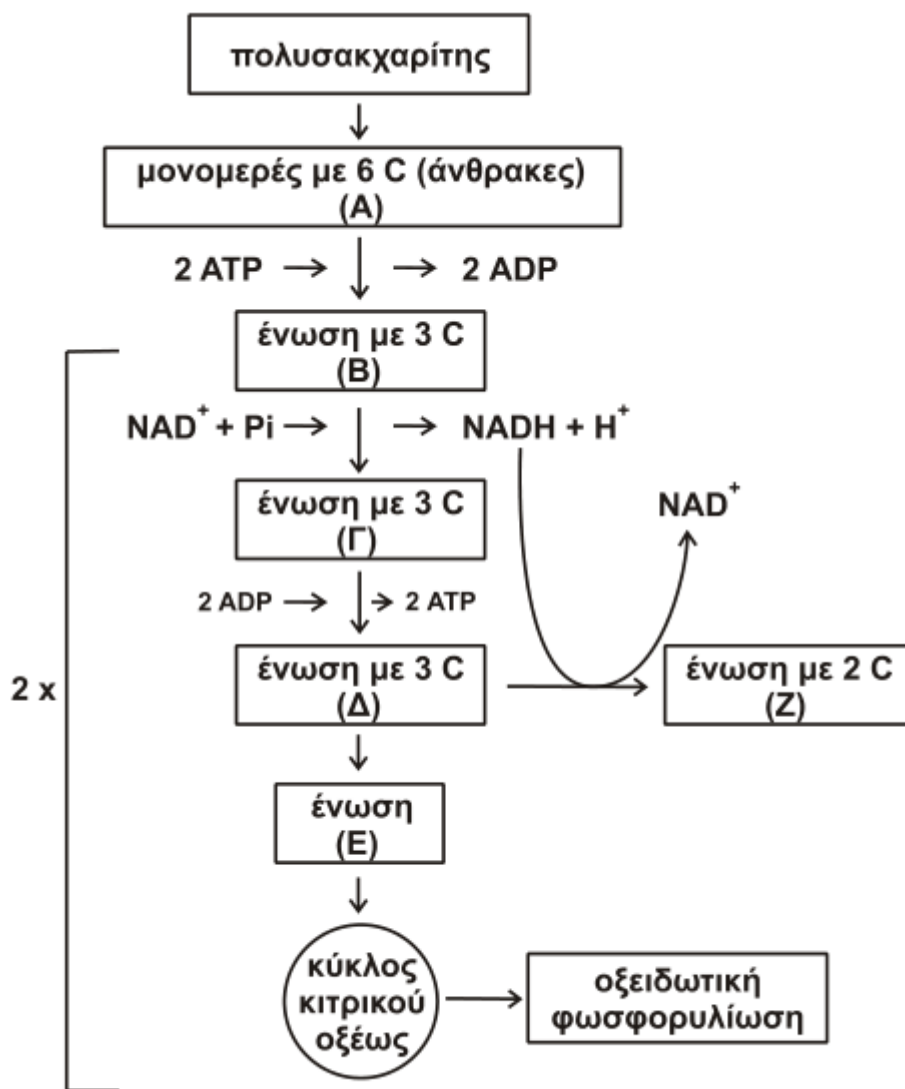 πολυσακχαρίτης
μονομερές με 6 C (άνθρακες)
(Α)
2 ATP → → 2 ADP
ένωση με 3 C
(Β)
NAD⁺ + Pi → → NADH + H⁺
ένωση με 3 C
(Γ)
NAD⁺
2 ADP → → 2 ATP
ένωση με 3 C
(Δ)
2 x
ένωση με 2 C
(Ζ)
ένωση
(Ε)
κύκλος
κιτρικού
οξέως
οξειδωτική
φωσφορυλίωση